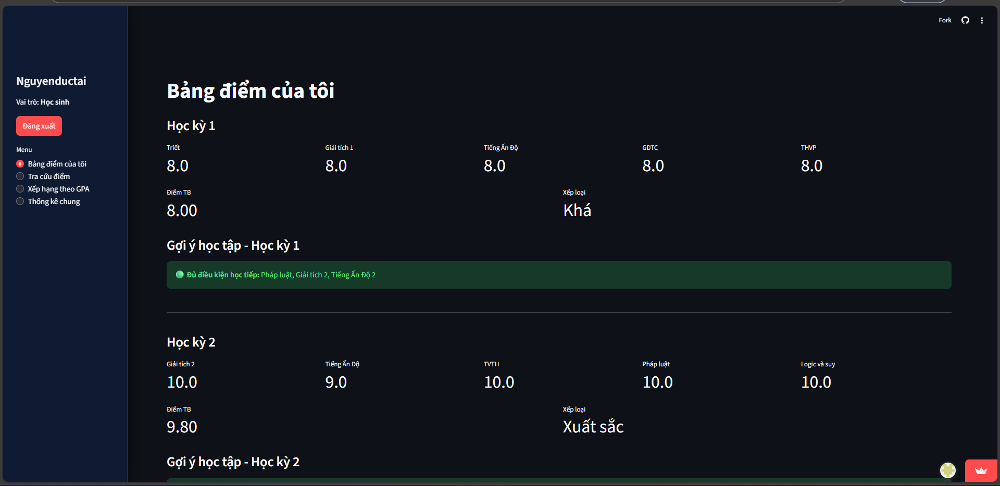 Fork
Nguyenductai
Vai trò: Học sinh
Đăng xuất
Menu
Bảng điểm của tôi
Tra cứu điểm
Xếp hạng theo GPA
Thống kê chung
Bảng điểm của tôi
Học kỳ 1
Triết Giải tích 1 Tiếng Ấn Độ GDTC THVP
8.0 8.0 8.0 8.0 8.0
Điểm TB Xếp loại
8.00 Khá
Gợi ý học tập - Học kỳ 1
Đủ điều kiện học tiếp: Pháp luật, Giải tích 2, Tiếng Ấn Độ 2
Học kỳ 2
Giải tích 2 Tiếng Ấn Độ TVTH Pháp luật Logic và suy
10.0 9.0 10.0 10.0 10.0
Điểm TB Xếp loại
9.80 Xuất sắc
Gợi ý học tập - Học kỳ 2